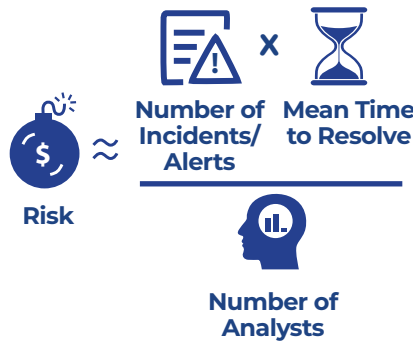 !
x
Number of
Incidents/
Alerts
Mean Time
to Resolve
$
≈
Risk
Number of
Analysts